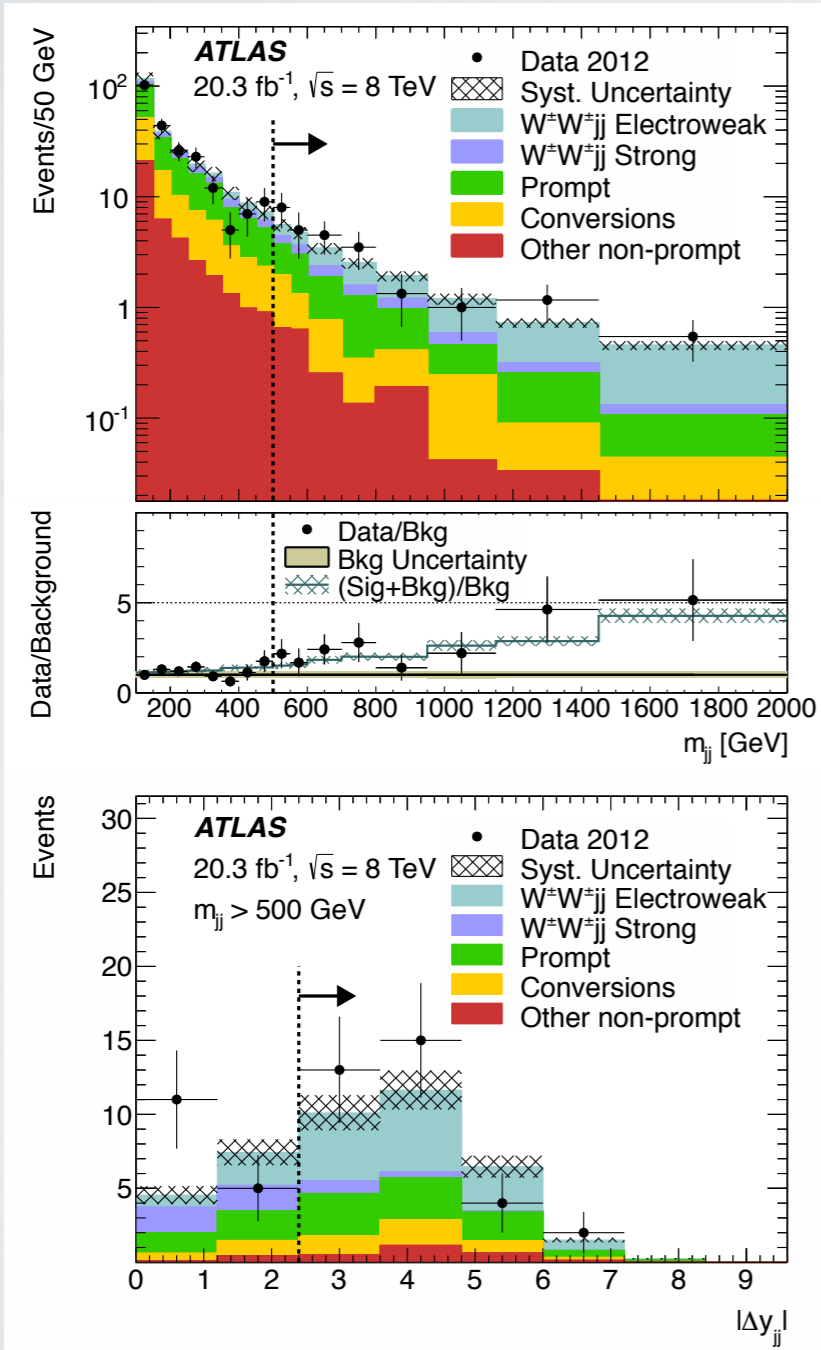 ATLAS
20.3 fb⁻¹, √s = 8 TeV
Data 2012
Syst. Uncertainty
W±W±jj Electroweak
W±W±jj Strong
Prompt
Conversions
Other non-prompt
Events/50 GeV
10²
10
1
10⁻¹
Data/Bkg
Bkg Uncertainty
(Sig+Bkg)/Bkg
Data/Background
5
0
200 400 600 800 1000 1200 1400 1600 1800 2000
m_jj [GeV]
ATLAS
20.3 fb⁻¹, √s = 8 TeV
m_jj > 500 GeV
Data 2012
Syst. Uncertainty
W±W±jj Electroweak
W±W±jj Strong
Prompt
Conversions
Other non-prompt
Events
30
25
20
15
10
5
0 1 2 3 4 5 6 7 8 9
|Δy_jj|